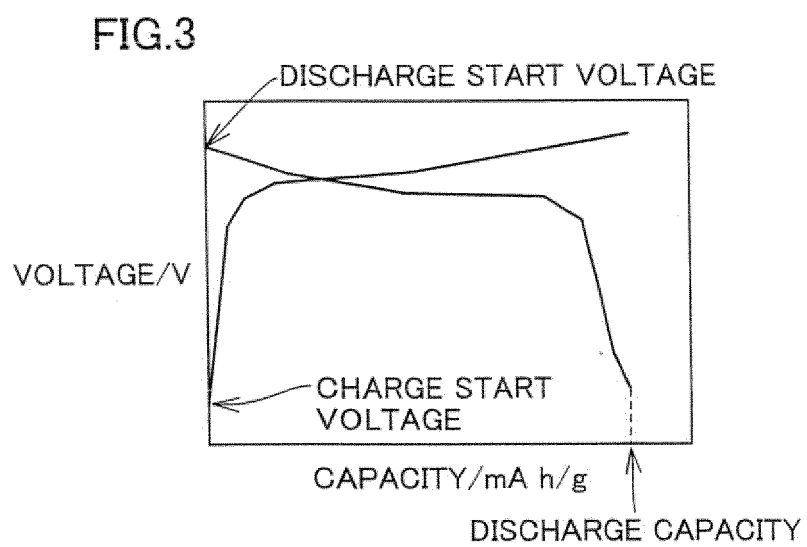 FIG.3
DISCHARGE START VOLTAGE
VOLTAGE/V
CHARGE START
VOLTAGE
CAPACITY/mA h/g
DISCHARGE CAPACITY